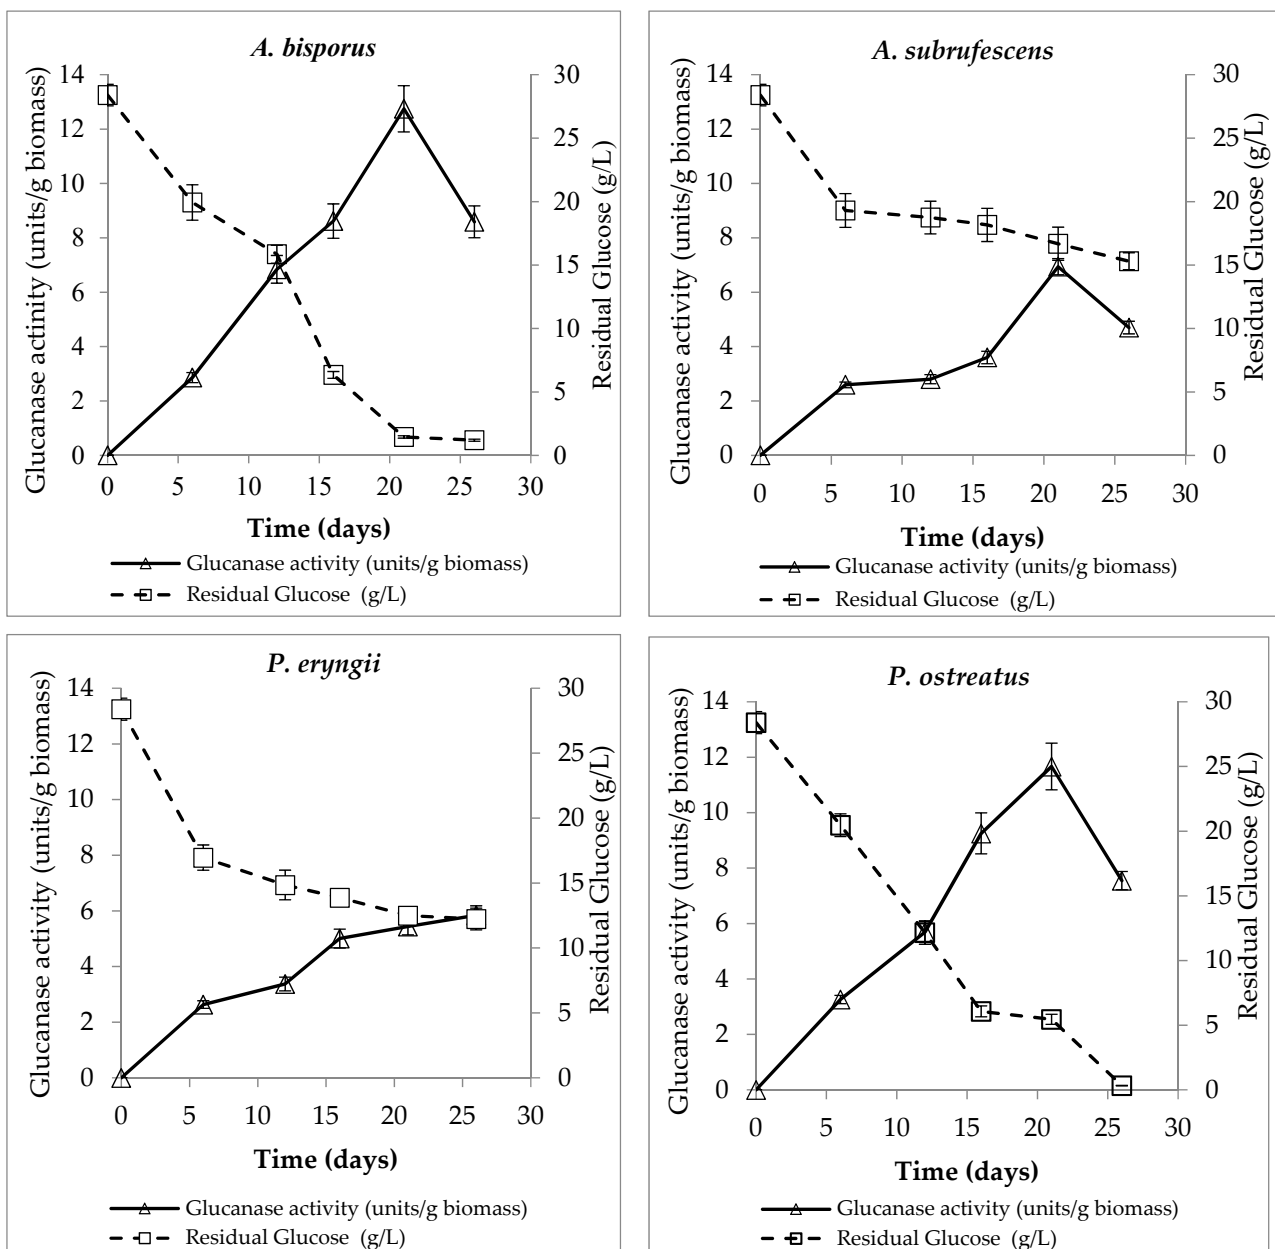 A. bisporus
Glucanase actinity (units/g biomass)
14
12
10
8
6
4
2
0
30
25
20
15
10
5
0
Residual Glucose (g/L)
0 5 10 15 20 25 30
Time (days)
Glucanase activity (units/g biomass)
Residual Glucose (g/L)
A. subrufescens
Glucanase activity (units/g biomass)
14
12
10
8
6
4
2
0
30
25
20
15
10
5
0
Residual Glucose (g/L)
0 5 10 15 20 25 30
Time (days)
Glucanase activity (units/g biomass)
Residual Glucose (g/L)
P. eryngii
Glucanase activity (units/g biomass)
14
12
10
8
6
4
2
0
30
25
20
15
10
5
0
Residual Glucose (g/L)
0 5 10 15 20 25 30
Time (days)
Glucanase activity (units/g biomass)
Residual Glucose (g/L)
P. ostreatus
Glucanase activity (units/g biomass)
14
12
10
8
6
4
2
0
30
25
20
15
10
5
0
Residual Glucose (g/L)
0 5 10 15 20 25 30
Time (days)
Glucanase activity (units/g biomass)
Residual Glucose (g/L)